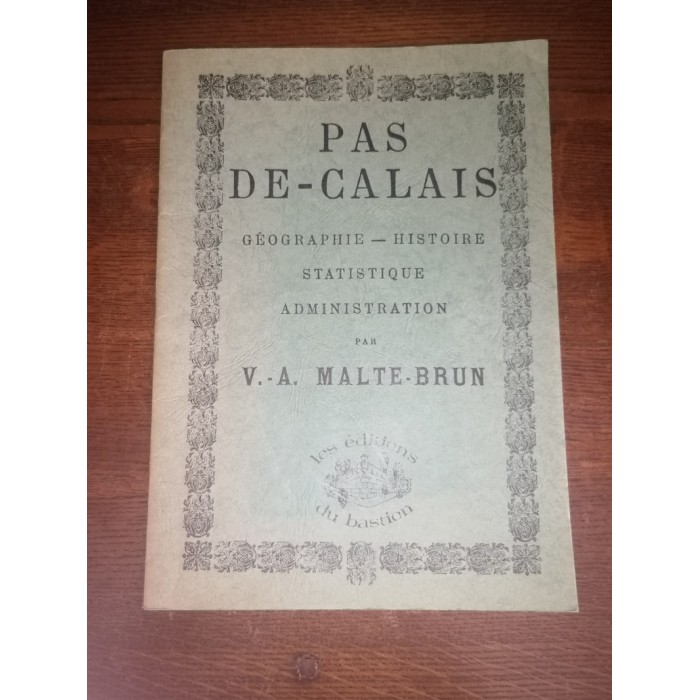 PAS
DE-CALAIS
GÉOGRAPHIE — HISTOIRE
STATISTIQUE
ADMINISTRATION
PAR
V.-A. MALTE-BRUN
les éditions
du bastion